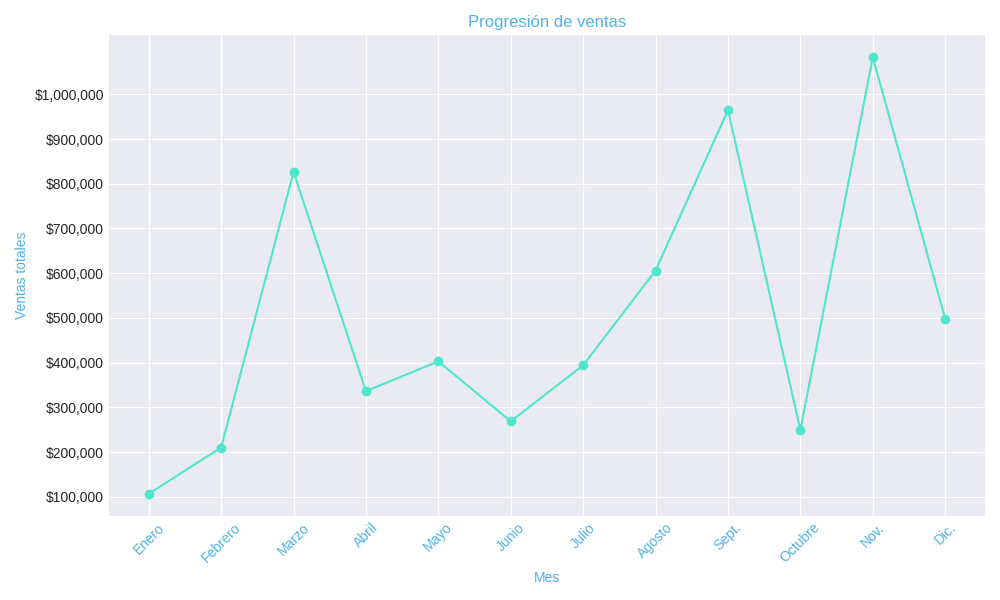 Progresión de ventas
Ventas totales
$1,000,000
$900,000
$800,000
$700,000
$600,000
$500,000
$400,000
$300,000
$200,000
$100,000
Enero
Febrero
Marzo
Abril
Mayo
Junio
Julio
Agosto
Sept.
Octubre
Nov.
Dic.
Mes